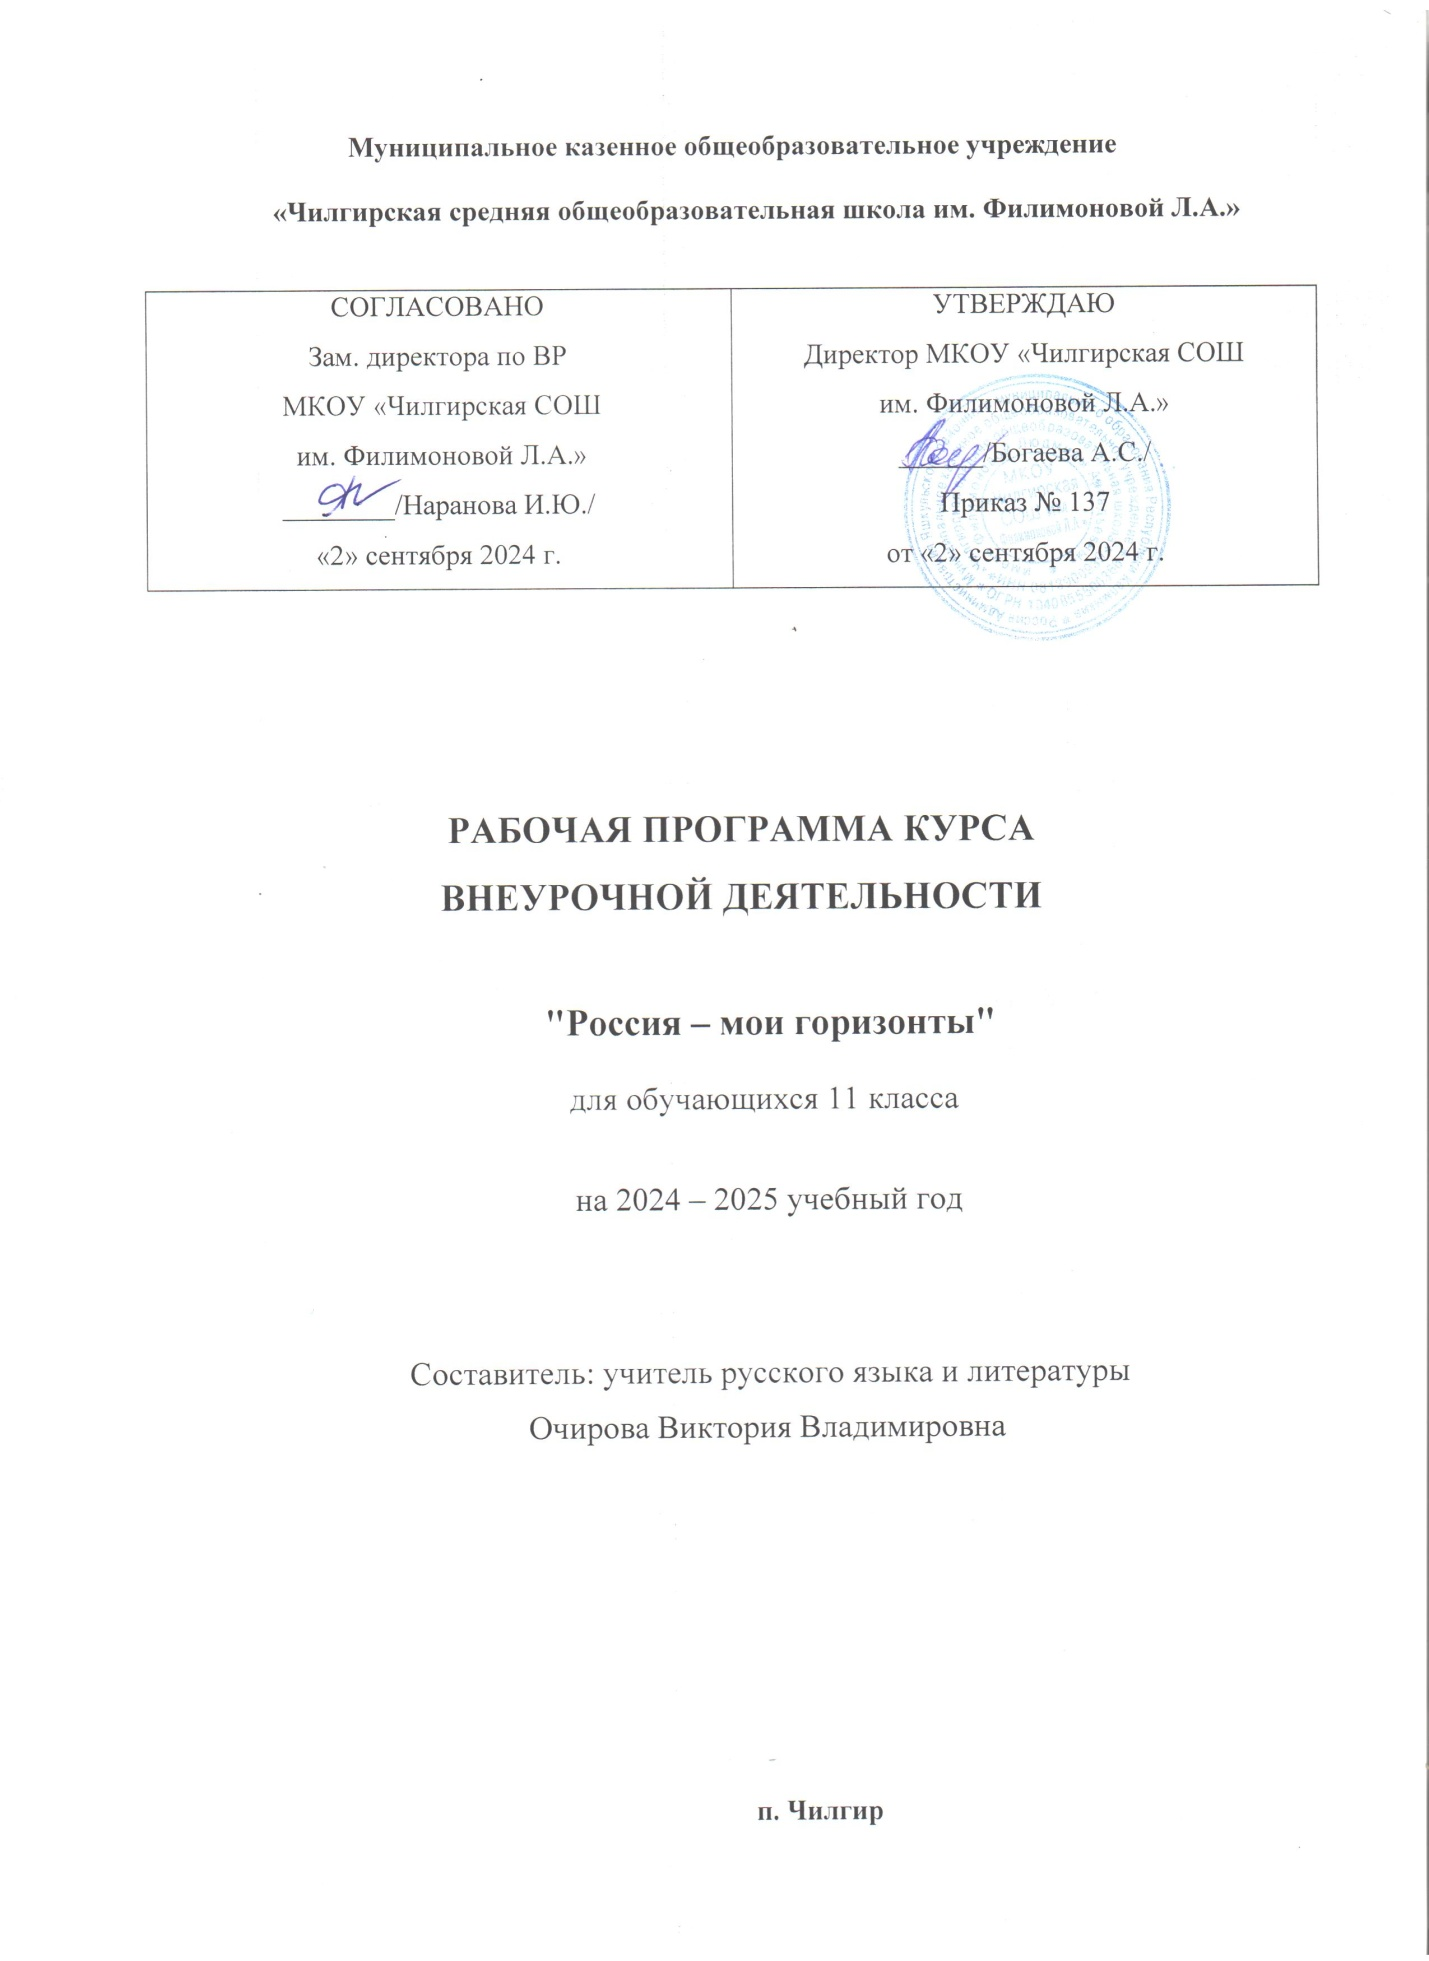 Муниципальное казенное общеобразовательное учреждение
«Чилгирская средняя общеобразовательная школа им. Филимоновой Л.А.»
СОГЛАСОВАНО
Зам. директора по ВР
МКОУ «Чилгирская СОШ
им. Филимоновой Л.А.»
________/Наранова И.Ю./
«2» сентября 2024 г.
УТВЕРЖДАЮ
Директор МКОУ «Чилгирская СОШ
им. Филимоновой Л.А.»
______/Богаева А.С./
Приказ № 137
от «2» сентября 2024 г.
МКОУ
РАБОЧАЯ ПРОГРАММА КУРСА
ВНЕУРОЧНОЙ ДЕЯТЕЛЬНОСТИ
"Россия – мои горизонты"
для обучающихся 11 класса
на 2024 – 2025 учебный год
Составитель: учитель русского языка и литературы
Очирова Виктория Владимировна
п. Чилгир